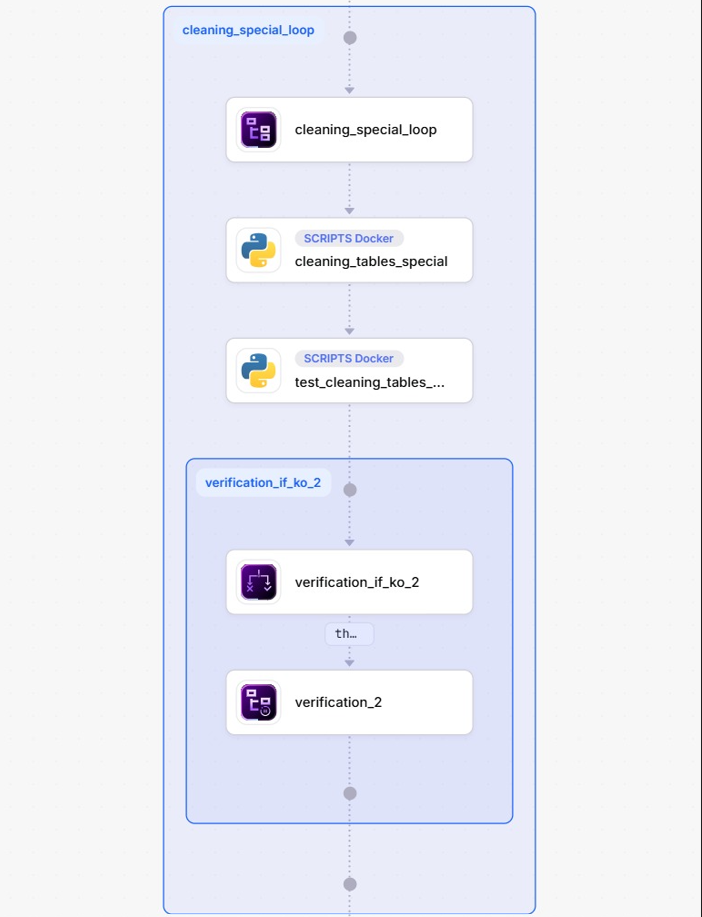 cleaning_special_loop
cleaning_special_loop
SCRIPTS Docker
cleaning_tables_special
SCRIPTS Docker
test_cleaning_tables_...
verification_if_ko_2
verification_if_ko_2
th...
verification_2